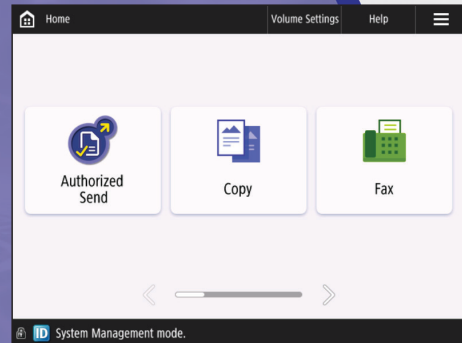 Home
Volume Settings
Help
Authorized
Send
Copy
Fax
ID System Management mode.